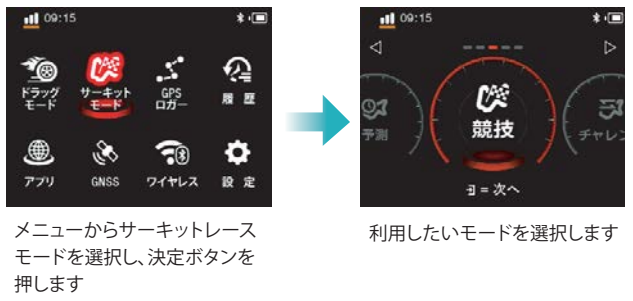 09:15
ドラッグ
モード
サーキット
モード
GPS
ロガー
履 歴
アプリ
GNSS
ワイヤレス
設 定
メニューからサーキットレース
モードを選択し、決定ボタンを
押します
09:15
予測
競技
チャレン
= 次へ
利用したいモードを選択します